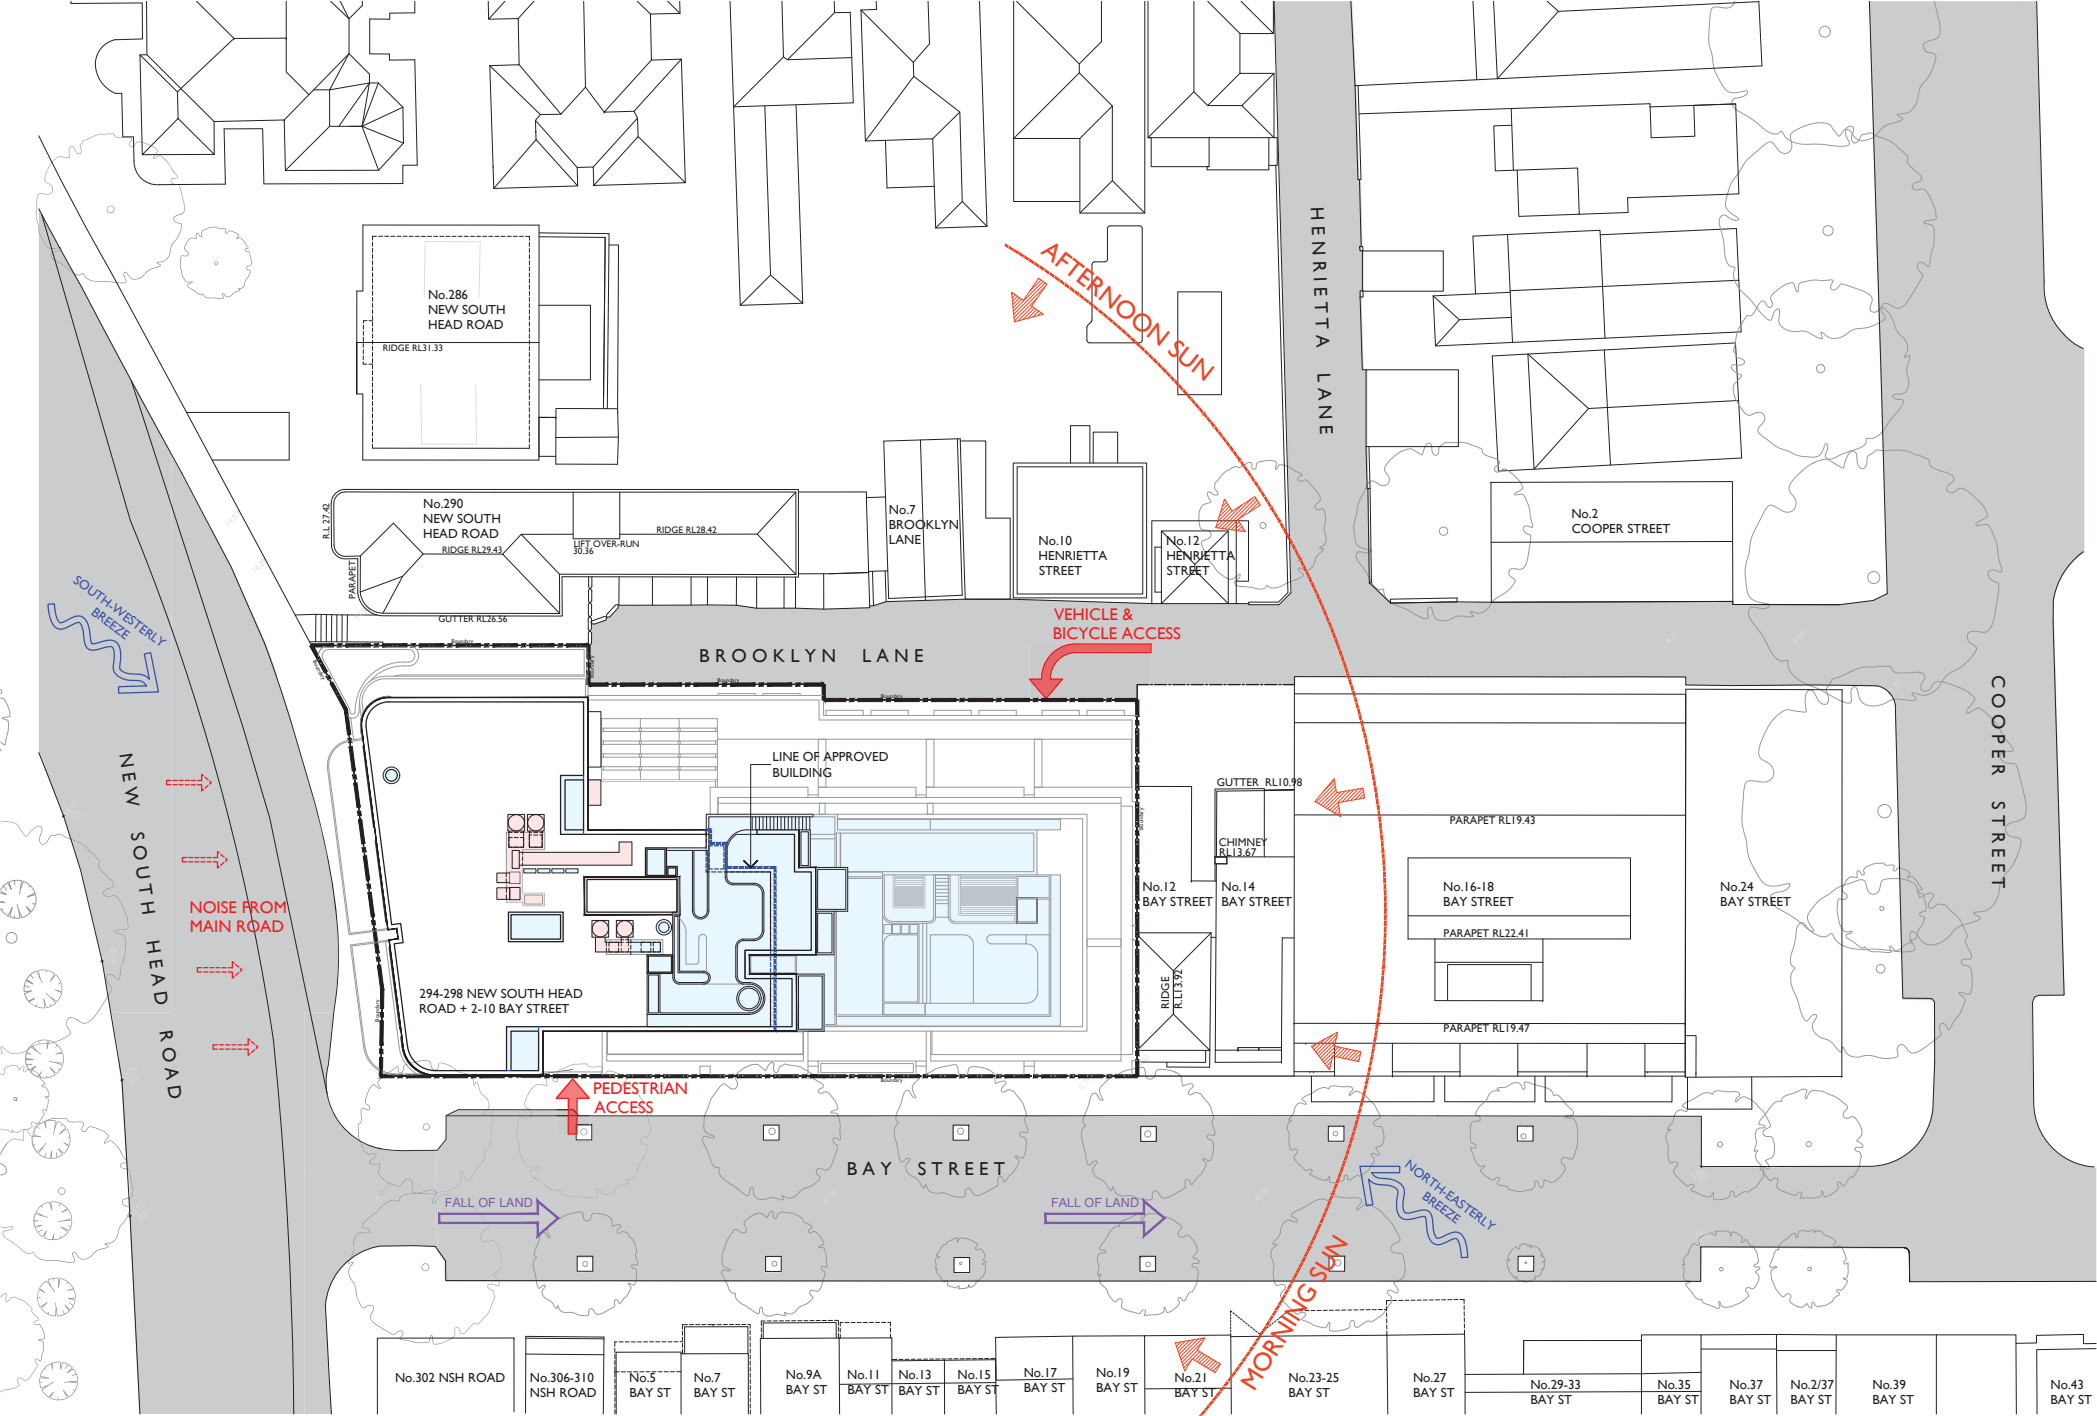 HENRIETTA LANE
AFTERNOON SUN
No.286
NEW SOUTH
HEAD ROAD
RIDGE RL31.33
R.L 27.42
No.290
NEW SOUTH
HEAD ROAD
RIDGE RL29.43
LIFT OVER-RUN
30.36
RIDGE RL28.42
PARAPET
GUTTER RL26.56
No.7
BROOKLYN
LANE
No.10
HENRIETTA
STREET
No.12
HENRIETTA
STREET
No.2
COOPER STREET
SOUTH-WESTERLY
BREEZE
VEHICLE &
BICYCLE ACCESS
BROOKLYN LANE
Boundary
Boundary
Boundary
Boundary
Boundary
Boundary
Boundary
Boundary
COOPER STREET
NEW SOUTH HEAD ROAD
NOISE FROM
MAIN ROAD
LINE OF APPROVED
BUILDING
GUTTER RL10.98
CHIMNEY
RL13.67
No.12
BAY STREET
No.14
BAY STREET
RIDGE
R.L13.92
PARAPET RL19.43
No.16-18
BAY STREET
PARAPET RL22.41
PARAPET RL19.47
No.24
BAY STREET
294-298 NEW SOUTH HEAD
ROAD + 2-10 BAY STREET
PEDESTRIAN
ACCESS
BAY STREET
FALL OF LAND
FALL OF LAND
NORTH-EASTERLY
BREEZE
MORNING SUN
No.302 NSH ROAD
No.306-310
NSH ROAD
No.5
BAY ST
No.7
BAY ST
No.9A
BAY ST
No.11
BAY ST
No.13
BAY ST
No.15
BAY ST
No.17
BAY ST
No.19
BAY ST
No.21
BAY ST
No.23-25
BAY ST
No.27
BAY ST
No.29-33
BAY ST
No.35
BAY ST
No.37
BAY ST
No.2/37
BAY ST
No.39
BAY ST
No.43
BAY ST